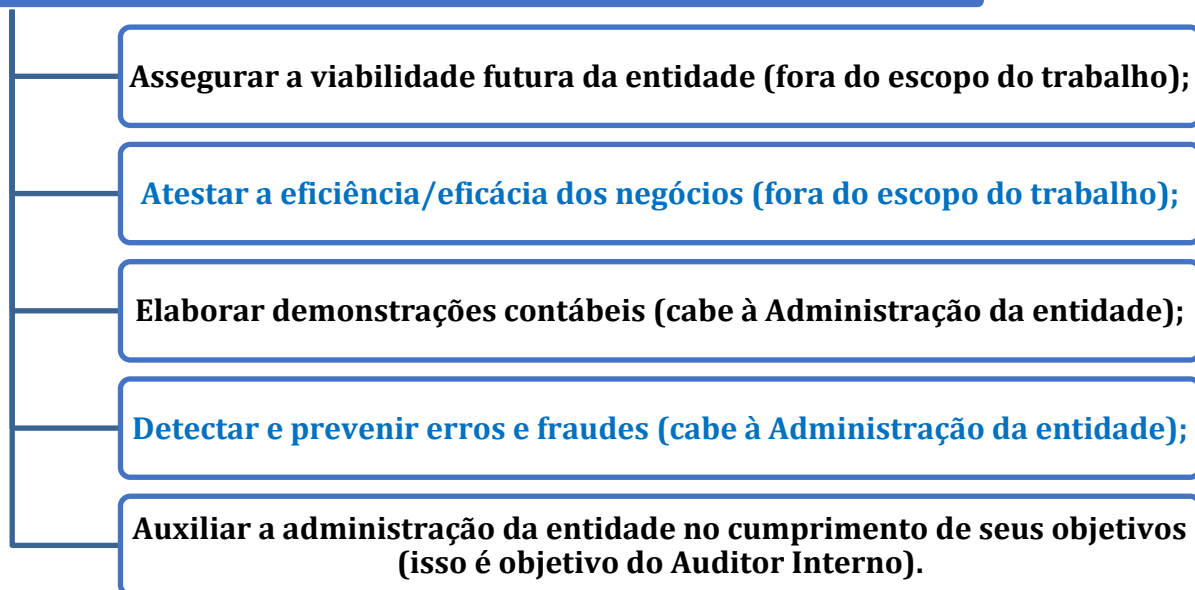 Assegurar a viabilidade futura da entidade (fora do escopo do trabalho);
Atestar a eficiência/eficácia dos negócios (fora do escopo do trabalho);
Elaborar demonstrações contábeis (cabe à Administração da entidade);
Detectar e prevenir erros e fraudes (cabe à Administração da entidade);
Auxiliar a administração da entidade no cumprimento de seus objetivos
(isso é objetivo do Auditor Interno).